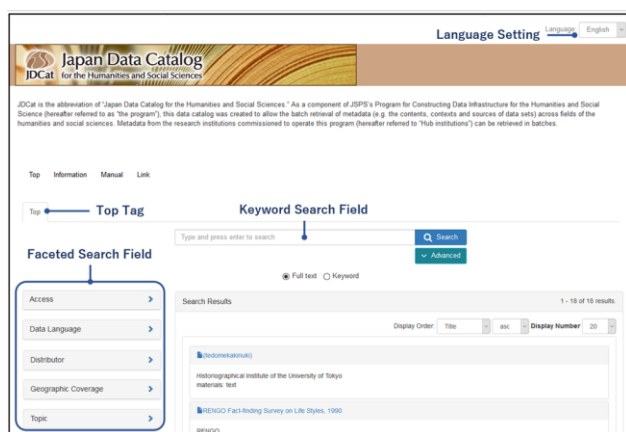 Language Setting
Language: English
Japan Data Catalog
JDCat for the Humanities and Social Sciences
JDCat is the abbreviation of "Japan Data Catalog for the Humanities and Social Sciences." As a component of JSPS's Program for Constructing Data Infrastructure for the Humanities and Social
Science (hereafter referred to as "the program"), this data catalog was created to allow the batch retrieval of metadata (e.g. the contents, contexts and sources of data sets) across fields of the
humanities and social sciences. Metadata from the research institutions commissioned to operate this program (hereafter referred to "Hub institutions") can be retrieved in batches.
Top Information Manual Link
Top
Top Tag
Keyword Search Field
Type and press enter to search
Search
Advanced
Full text Keyword
Faceted Search Field
Access
Data Language
Distributor
Geographic Coverage
Topic
Search Results
1 - 18 of 18 results.
Display Order: Title asc Display Number 20
(tedomekakinuki)
Historiographical Institute of the University of Tokyo
materials: text
RENGO Fact-finding Survey on Life Styles, 1990
RENGO